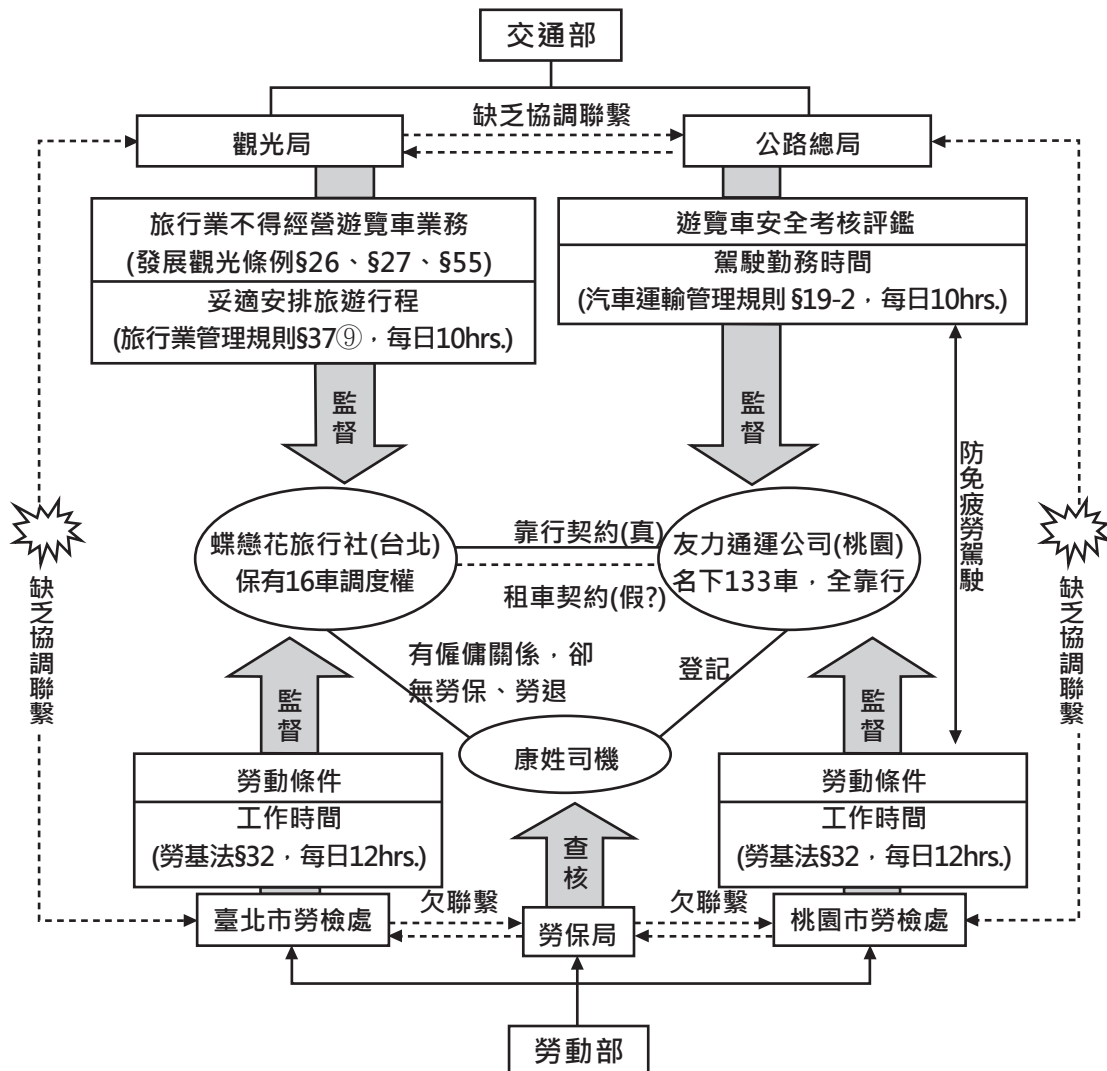 交通部
缺乏協調聯繫
觀光局
公路總局
旅行業不得經營遊覽車業務
(發展觀光條例§26、§27、§55)
妥適安排旅遊行程
(旅行業管理規則§37⑨，每日10hrs.)
遊覽車安全考核評鑑
駕駛勤務時間
(汽車運輸管理規則§19-2，每日10hrs.)
監督
監督
防免疲勞駕駛
缺乏協調聯繫
缺乏協調聯繫
蝶戀花旅行社(台北)
保有16車調度權
靠行契約(真)
租車契約(假?)
友力通運公司(桃園)
名下133車，全靠行
有僱傭關係，卻
無勞保、勞退
登記
監督
監督
康姓司機
勞動條件
工作時間
(勞基法§32，每日12hrs.)
查核
勞動條件
工作時間
(勞基法§32，每日12hrs.)
臺北市勞檢處
欠聯繫
勞保局
欠聯繫
桃園市勞檢處
勞動部